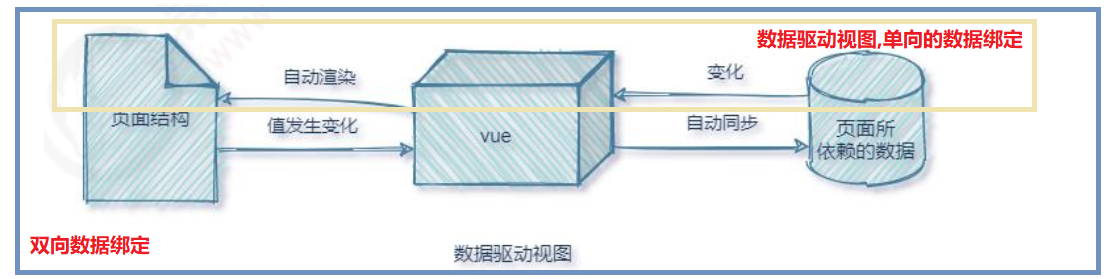 数据驱动视图,单向的数据绑定
自动渲染
变化
页面结构
值发生变化
vue
自动同步
页面所
依赖的数据
双向数据绑定
数据驱动视图